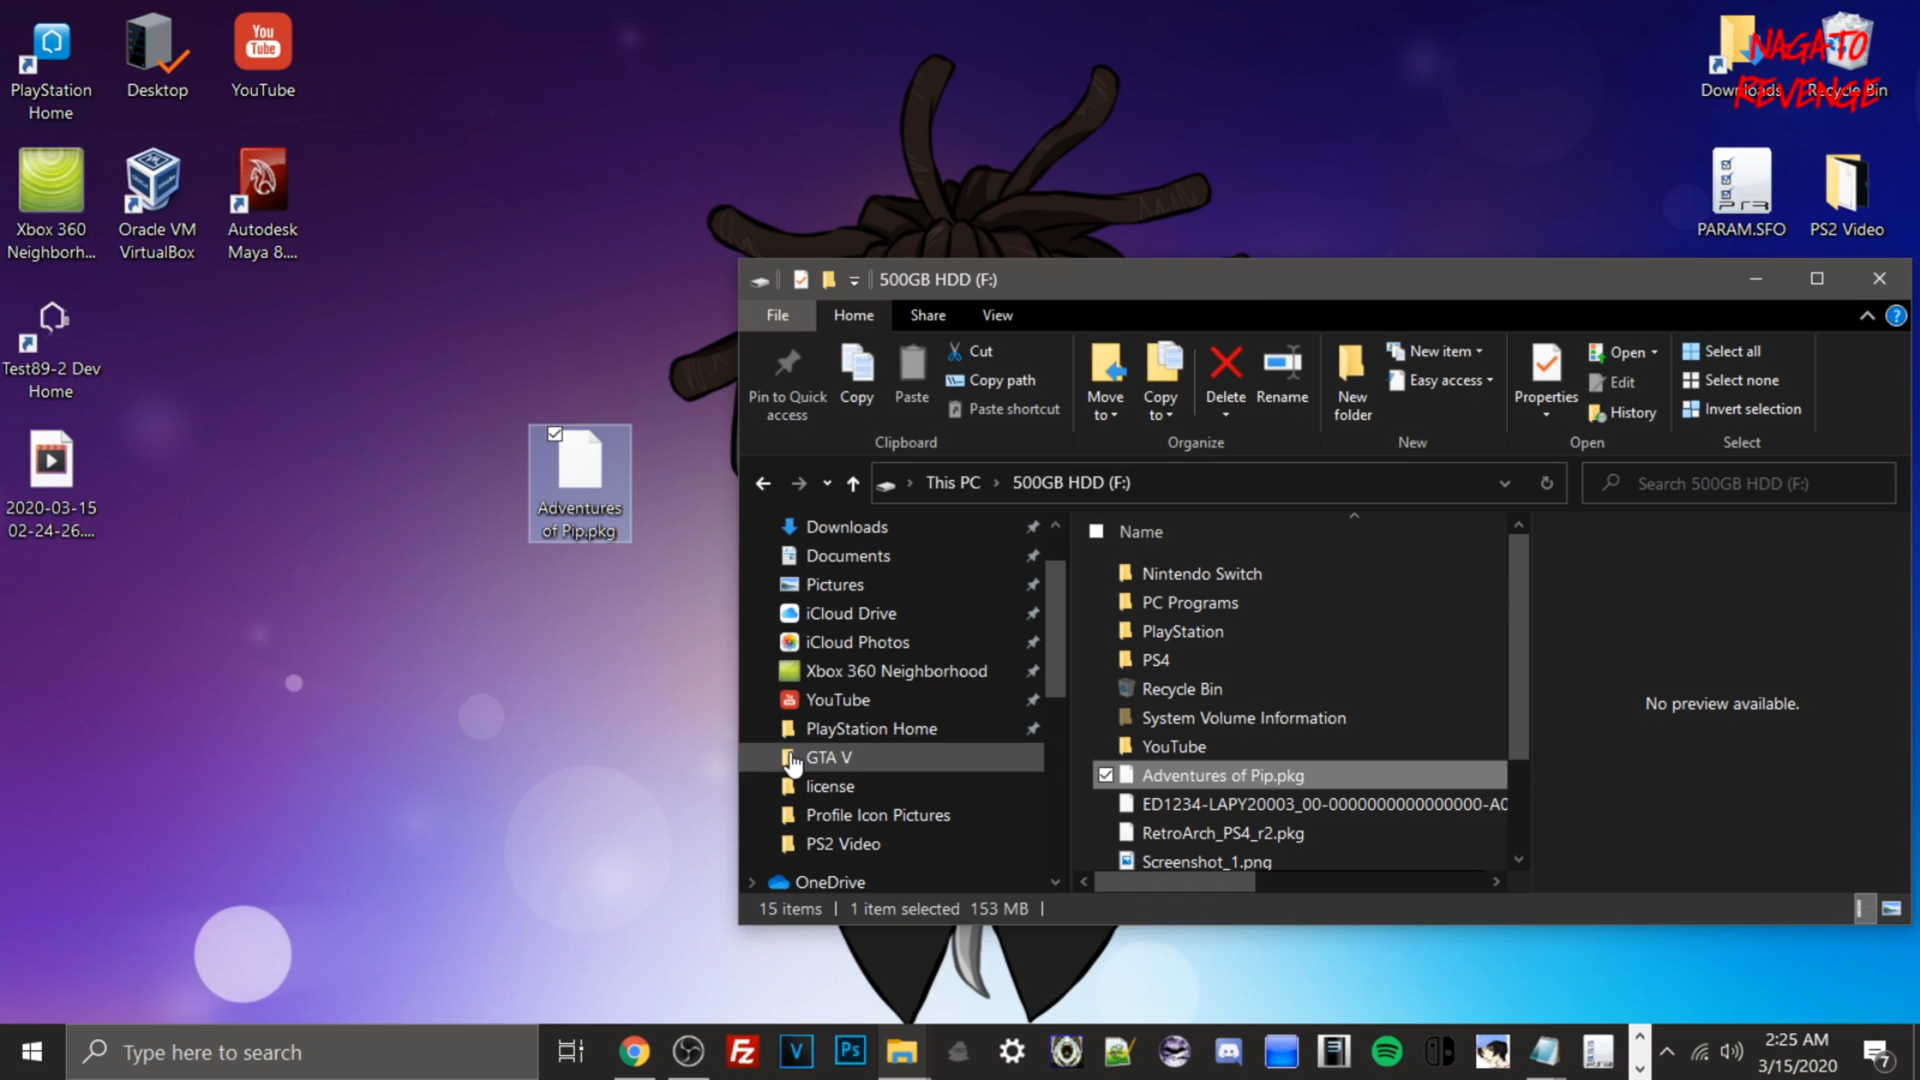 PlayStation
Home
Desktop
You
Tube
YouTube
Xbox 360
Neighborh...
Oracle VM
VirtualBox
Autodesk
Maya 8....
Test89-2 Dev
Home
2020-03-15
02-24-26....
Adventures
of Pip.pkg
Downloads
Recycle Bin
NAGATO
REVENGE
PARAM.SFO
PS2 Video
500GB HDD (F:)
File
Home
Share
View
Pin to Quick
access
Copy
Paste
Cut
Copy path
Paste shortcut
Clipboard
Move
to
Copy
to
Delete
Rename
Organize
New
folder
New item
Easy access
New
Properties
Open
Edit
History
Open
Select all
Select none
Invert selection
Select
This PC
500GB HDD (F:)
Search 500GB HDD (F:)
Downloads
Documents
Pictures
iCloud Drive
iCloud Photos
Xbox 360 Neighborhood
YouTube
PlayStation Home
GTA V
license
Profile Icon Pictures
PS2 Video
OneDrive
Name
Nintendo Switch
PC Programs
PlayStation
PS4
Recycle Bin
System Volume Information
YouTube
Adventures of Pip.pkg
ED1234-LAPY20003_00-0000000000000000-A0
RetroArch_PS4_r2.pkg
Screenshot_1.png
No preview available.
15 items
1 item selected 153 MB
Type here to search
Fz
V
Ps
2:25 AM
3/15/2020
7